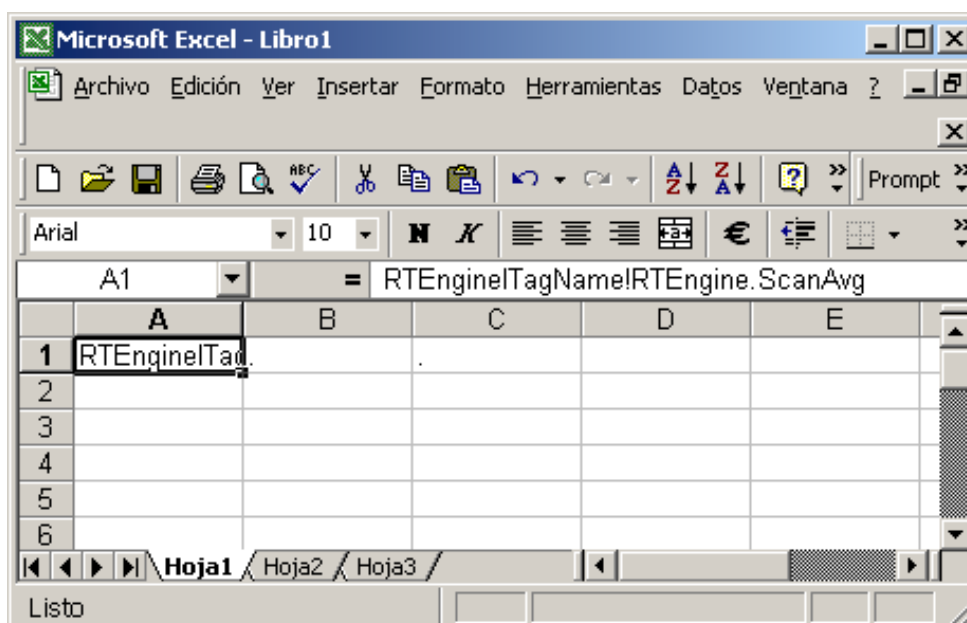 Microsoft Excel - Libro1
Archivo Edición Ver Insertar Formato Herramientas Datos Ventana ?
ABC A Z Z A ? » Prompt »
Arial 10 N K a € »
A1 = RTEngine|TagName!RTEngine.ScanAvg
A B C D E
1 RTEngine|Tag. .
2
3
4
5
6
Hoja1 Hoja2 Hoja3
Listo